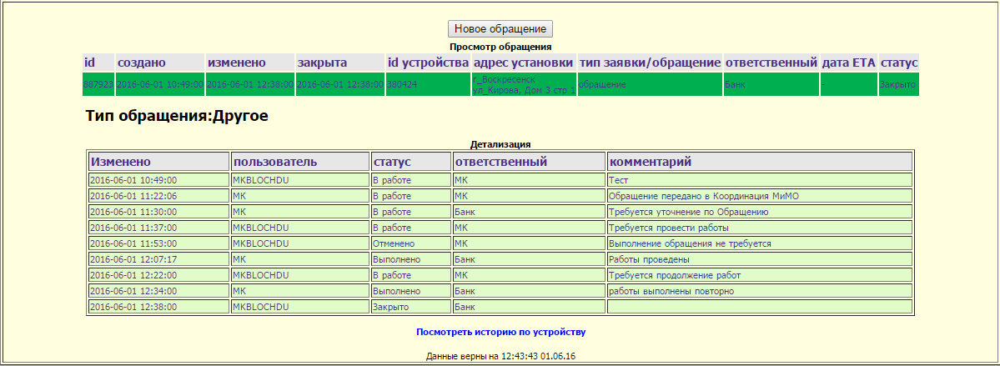 Новое обращение
Просмотр обращения
id создано изменено закрыта id устройства адрес установки тип заявки/обращение ответственный дата ETA статус
887923 2016-06-01 10:49:00 2016-06-01 12:38:00 2016-06-01 12:38:00 380424 г_Воскресенск ул_Кирова, Дом 3 стр 1 обращение Банк - Закрыто
Тип обращения:Другое
Детализация
Изменено пользователь статус ответственный комментарий
2016-06-01 10:49:00 MKBLOCHDU В работе МК Тест
2016-06-01 11:22:06 МК В работе МК Обращение передано в Координация МиМО
2016-06-01 11:30:00 МК В работе Банк Требуется уточнение по Обращению
2016-06-01 11:37:00 MKBLOCHDU В работе МК Требуется провести работы
2016-06-01 11:53:00 MKBLOCHDU Отменено МК Выполнение обращения не требуется
2016-06-01 12:07:17 МК Выполнено Банк Работы проведены
2016-06-01 12:22:00 MKBLOCHDU В работе МК Требуется продолжение работ
2016-06-01 12:34:00 МК Выполнено Банк работы выполнены повторно
2016-06-01 12:38:00 MKBLOCHDU Закрыто Банк
Посмотреть историю по устройству
Данные верны на 12:43:43 01.06.16